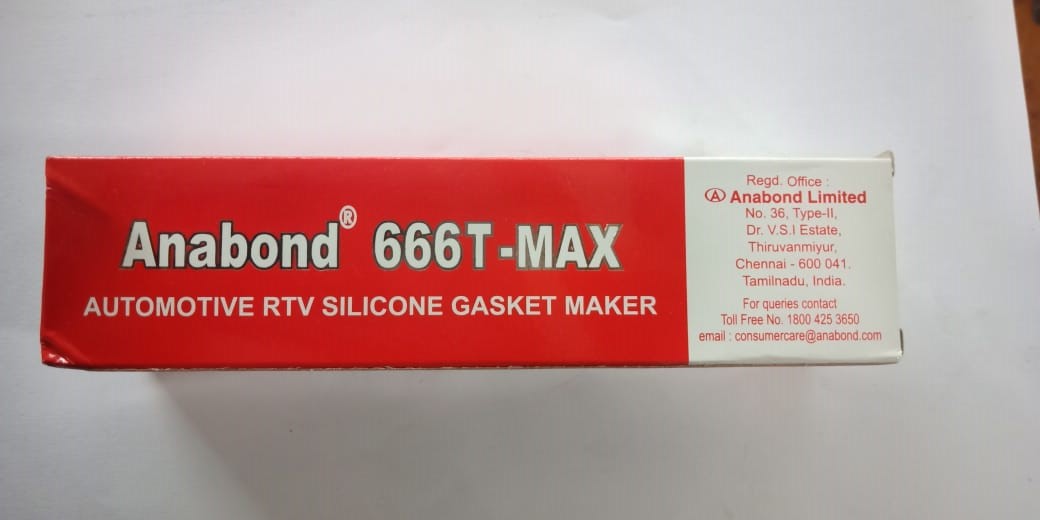 Anabond® 666T-MAX
AUTOMOTIVE RTV SILICONE GASKET MAKER
Regd. Office :
Ⓐ Anabond Limited
No. 36, Type-II,
Dr. V.S.I Estate,
Thiruvanmiyur,
Chennai - 600 041.
Tamilnadu, India.
For queries contact
Toll Free No. 1800 425 3650
email : consumercare@anabond.com